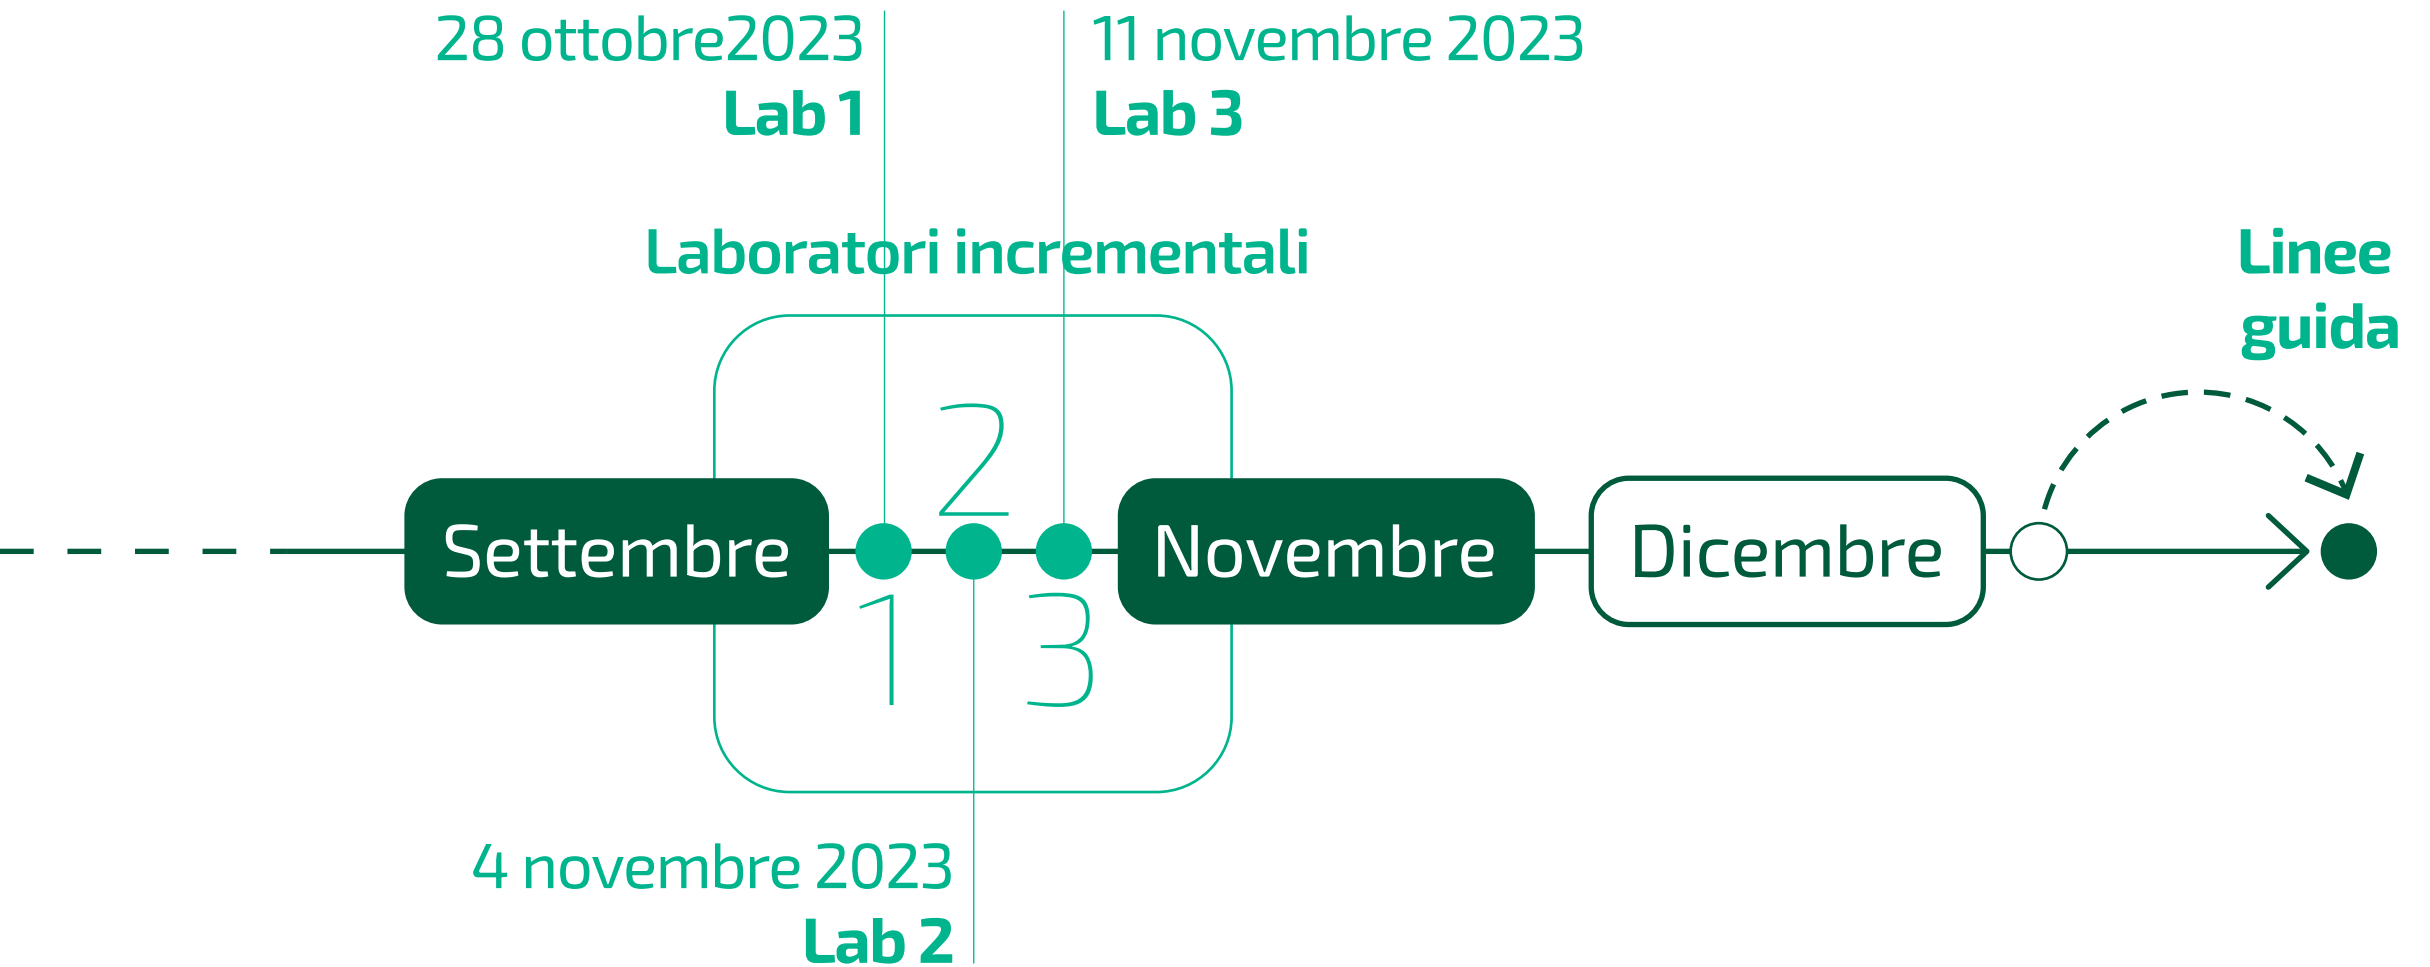 28 ottobre2023
Lab 1
11 novembre 2023
Lab 3
Laboratori incrementali
Linee
guida
2
Settembre
Novembre
Dicembre
1
3
4 novembre 2023
Lab 2